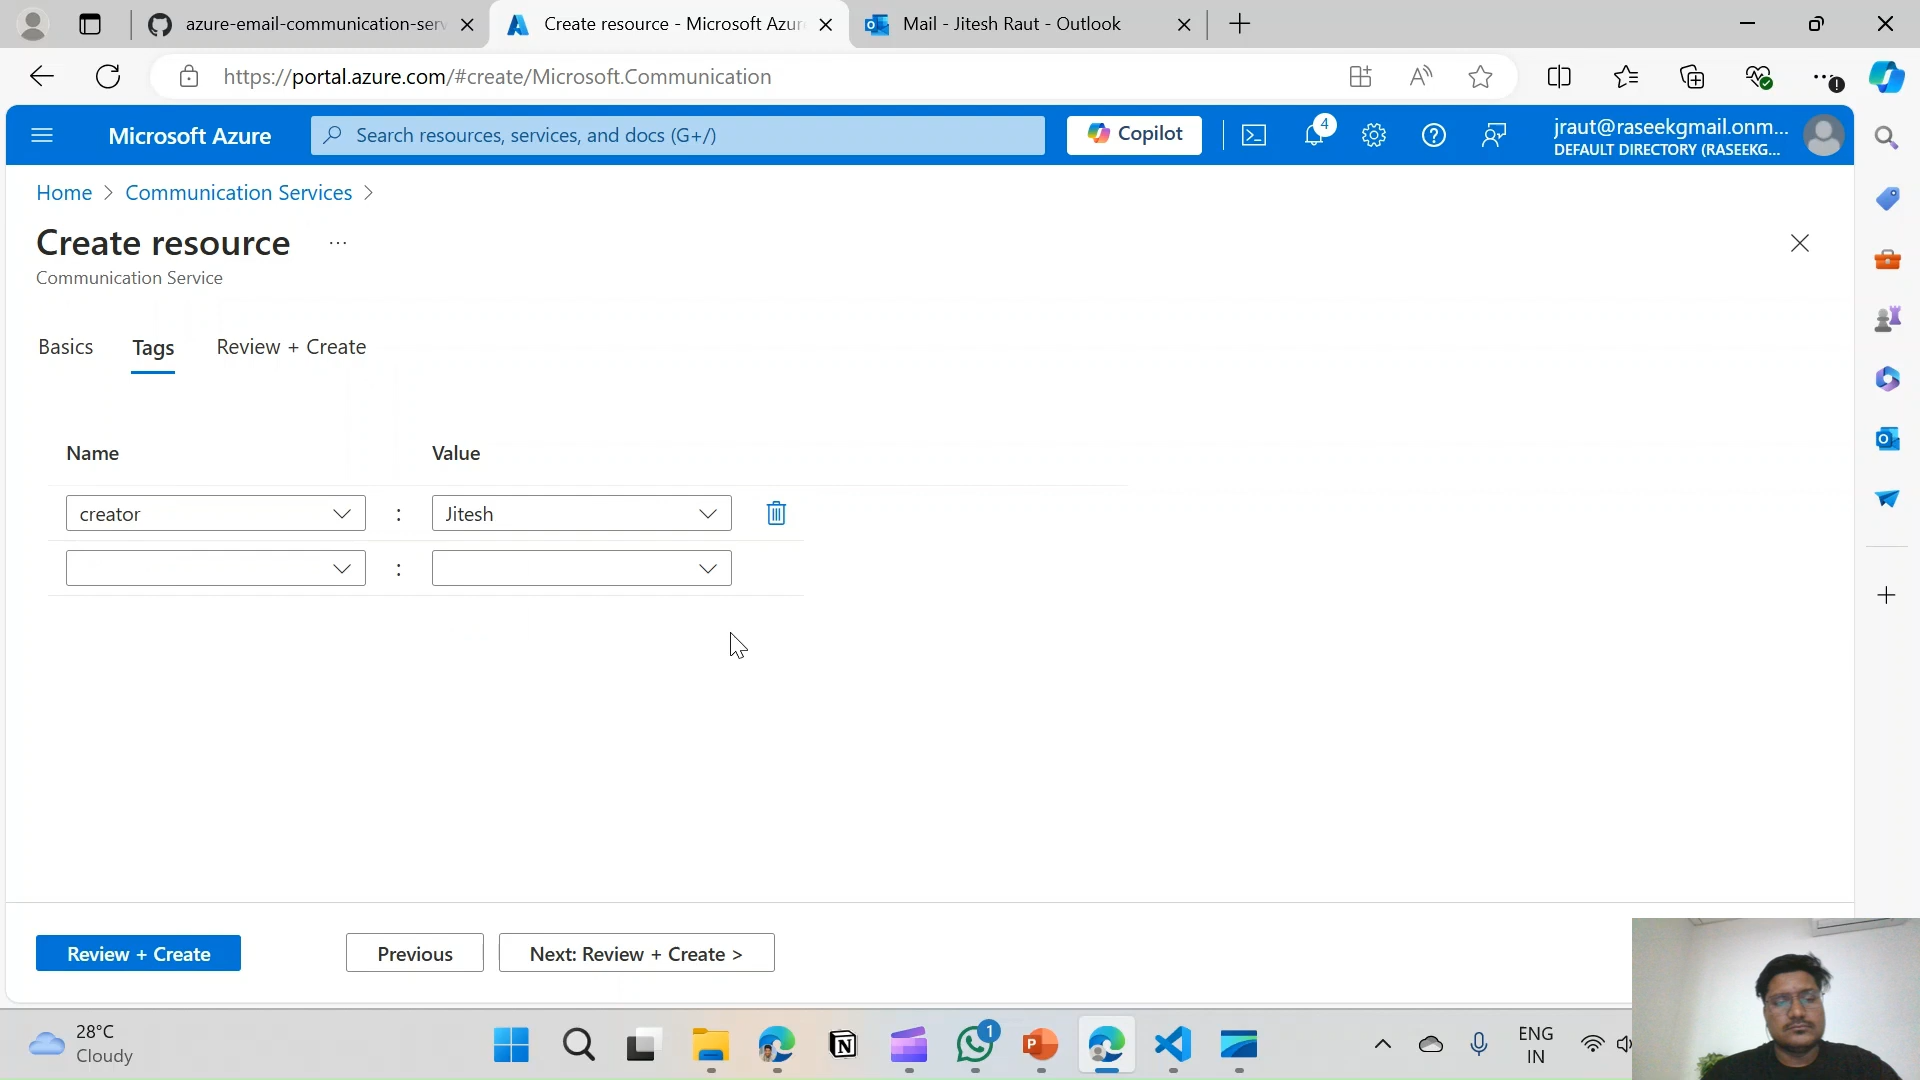 azure-email-communication-serv
Create resource - Microsoft Azur
Mail - Jitesh Raut - Outlook
https://portal.azure.com/#create/Microsoft.Communication
Microsoft Azure
Search resources, services, and docs (G+/)
Copilot
4
jraut@raseekgmail.onm...
DEFAULT DIRECTORY (RASEEKG...
Home > Communication Services >
Create resource ...
Communication Service
Basics
Tags
Review + Create
Name
Value
creator : Jitesh
:
Review + Create
Previous
Next: Review + Create >
28°C
Cloudy
1
ENG
IN